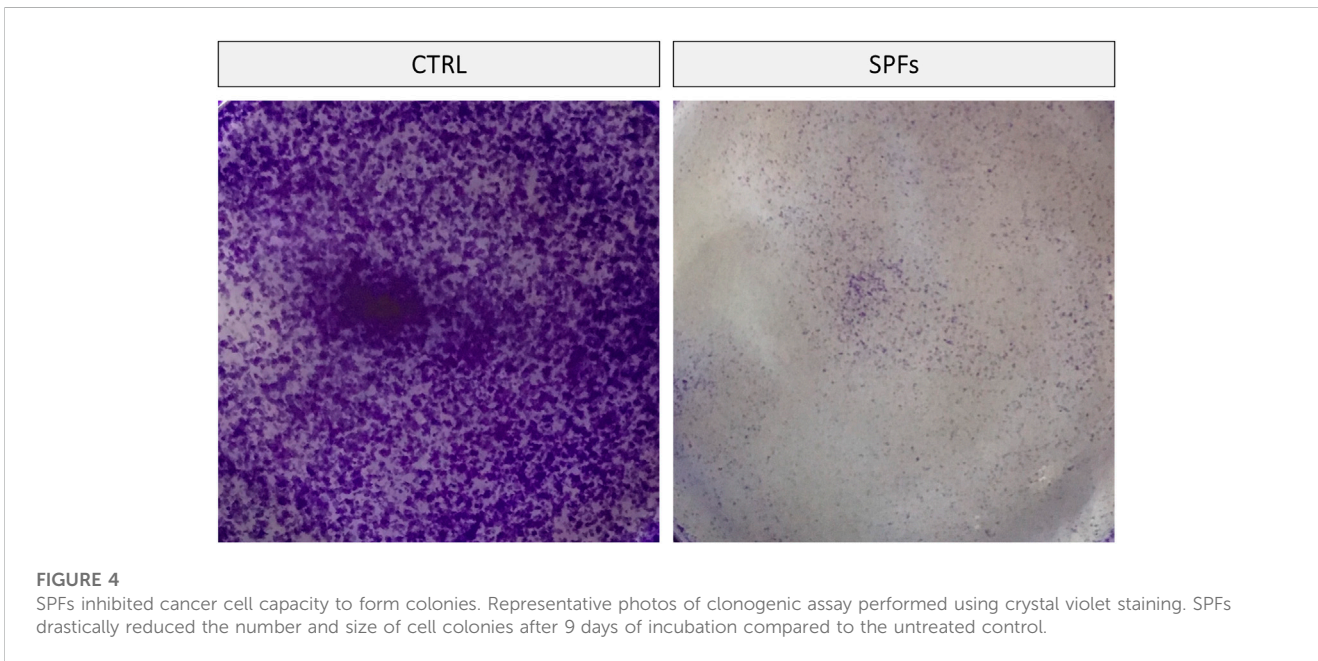 CTRL
SPFs
FIGURE 4
SPFs inhibited cancer cell capacity to form colonies. Representative photos of clonogenic assay performed using crystal violet staining. SPFs
drastically reduced the number and size of cell colonies after 9 days of incubation compared to the untreated control.